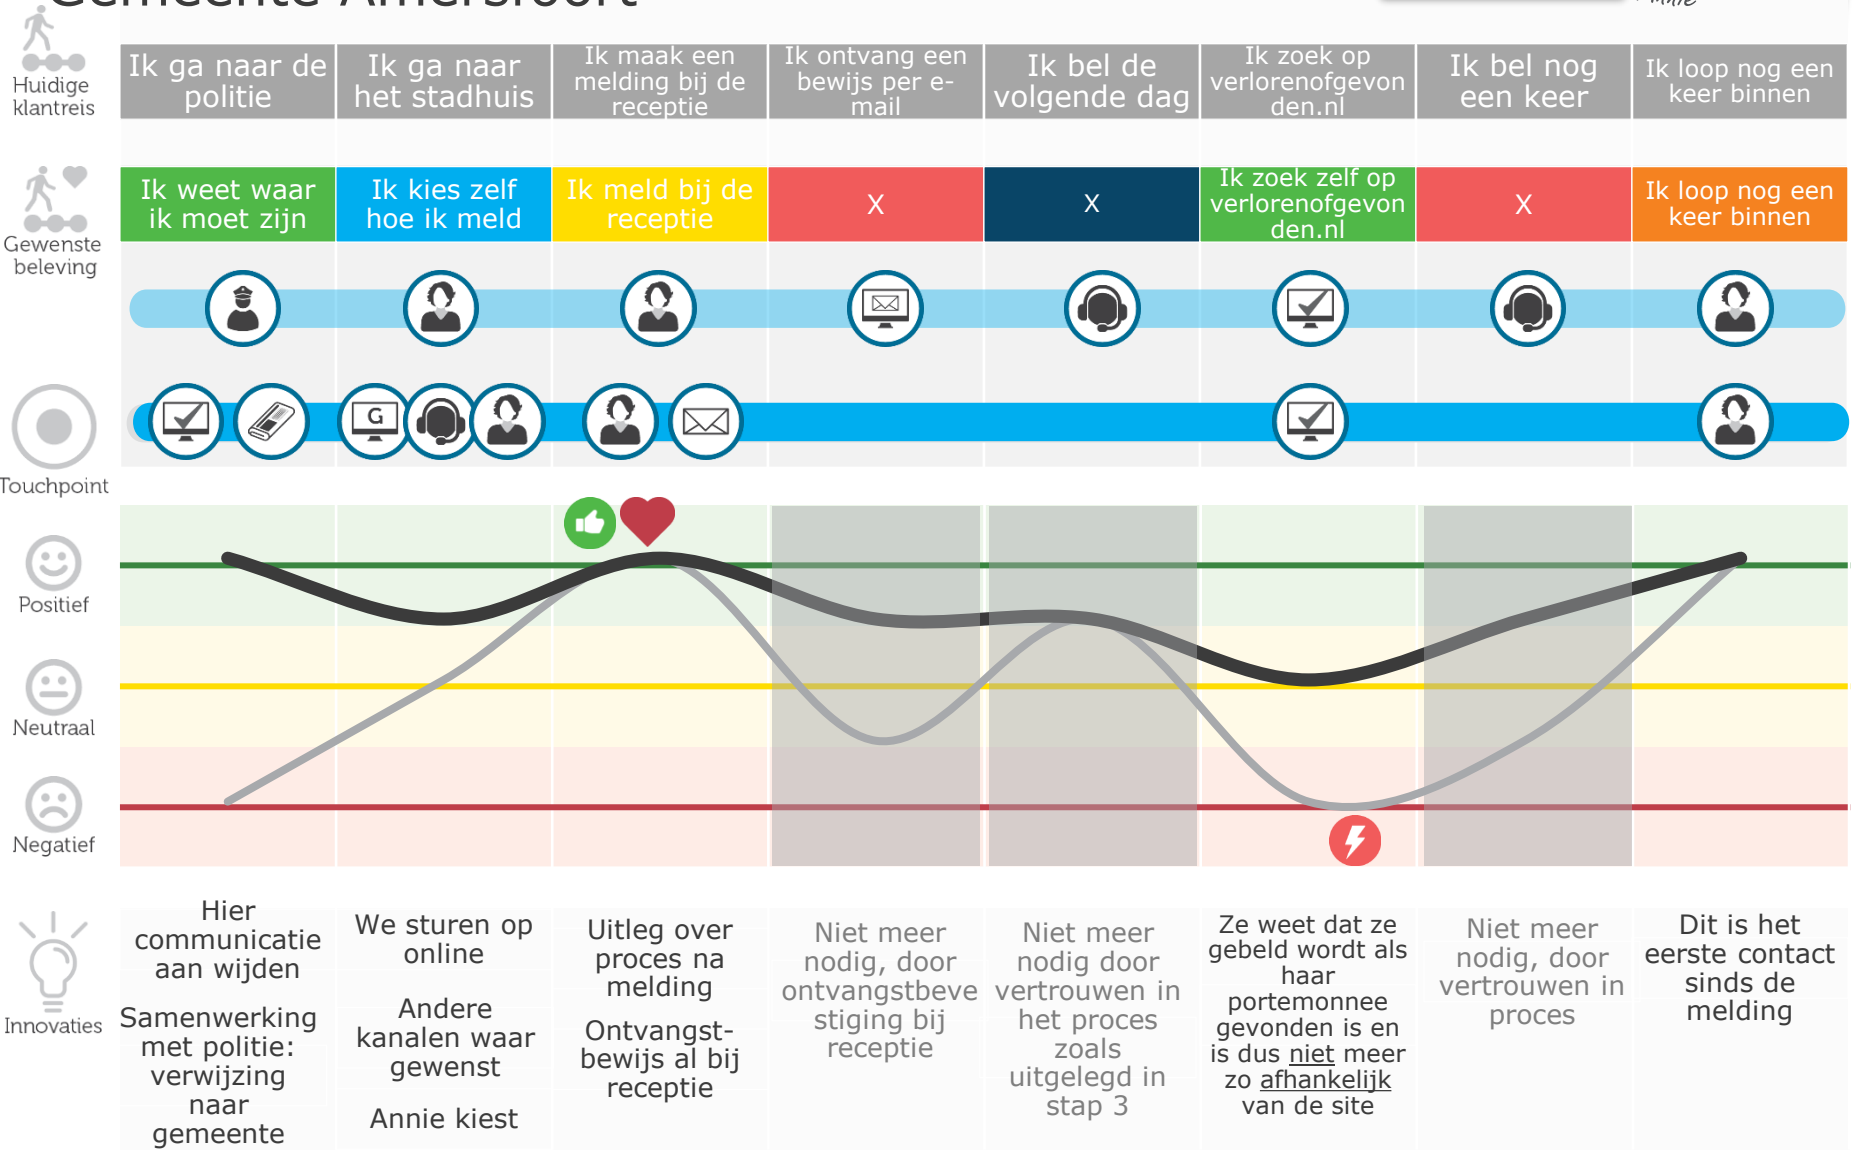 Gemeente Amersfoort
Huidige
klantreis
Ik ga naar de
politie
Ik ga naar
het stadhuis
Ik maak een
melding bij de
receptie
Ik ontvang een
bewijs per e-
mail
Ik bel de
volgende dag
Ik zoek op
verlorenofgevon
den.nl
Ik bel nog
een keer
Ik loop nog een
keer binnen
Gewenste
beleving
Ik weet waar
ik moet zijn
Ik kies zelf
hoe ik meld
Ik meld bij de
receptie
X
X
Ik zoek zelf op
verlorenofgevon
den.nl
X
Ik loop nog een
keer binnen
G
Touchpoint
Positief
Neutraal
Negatief
Innovaties
Hier
communicatie
aan wijden
Samenwerking
met politie:
verwijzing
naar
gemeente
We sturen op
online
Andere
kanalen waar
gewenst
Annie kiest
Uitleg over
proces na
melding
Ontvangst-
bewijs al bij
receptie
Niet meer
nodig, door
ontvangstbeve
stiging bij
receptie
Niet meer
nodig door
vertrouwen in
het proces
zoals
uitgelegd in
stap 3
Ze weet dat ze
gebeld wordt als
haar
portemonnee
gevonden is en
is dus niet meer
zo afhankelijk
van de site
Niet meer
nodig, door
vertrouwen in
proces
Dit is het
eerste contact
sinds de
melding